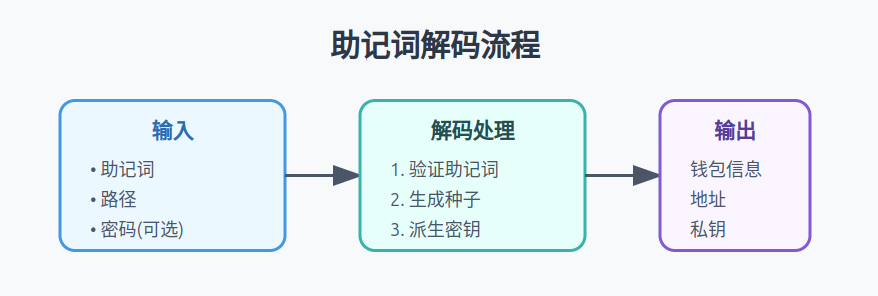 助记词解码流程
输入
• 助记词
• 路径
• 密码(可选)
解码处理
1. 验证助记词
2. 生成种子
3. 派生密钥
输出
钱包信息
地址
私钥